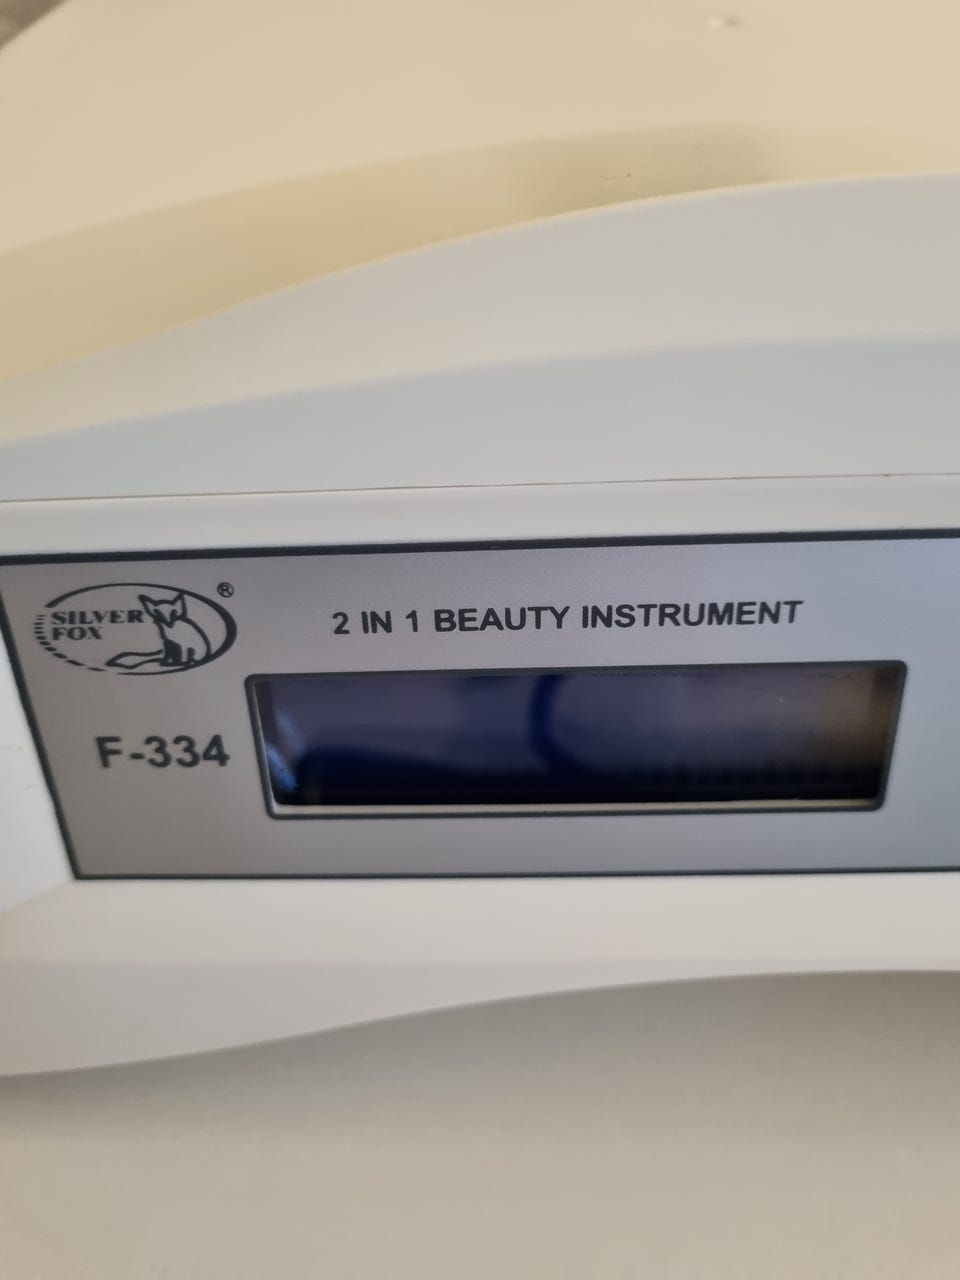 SILVER
FOX
®
2 IN 1 BEAUTY INSTRUMENT
F-334